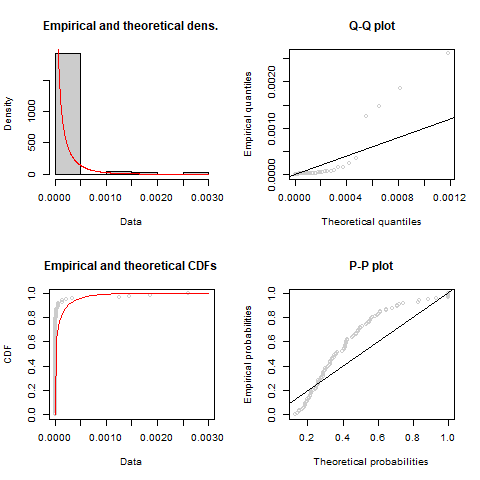 Empirical and theoretical dens.
Density
0 500 1000
0.0000 0.0010 0.0020 0.0030
Data
Q-Q plot
Empirical quantiles
0.0000 0.0010 0.0020
0.0000 0.0004 0.0008 0.0012
Theoretical quantiles
Empirical and theoretical CDFs
CDF
0.0 0.2 0.4 0.6 0.8 1.0
0.0000 0.0010 0.0020 0.0030
Data
P-P plot
Empirical probabilities
0.0 0.2 0.4 0.6 0.8 1.0
0.2 0.4 0.6 0.8 1.0
Theoretical probabilities